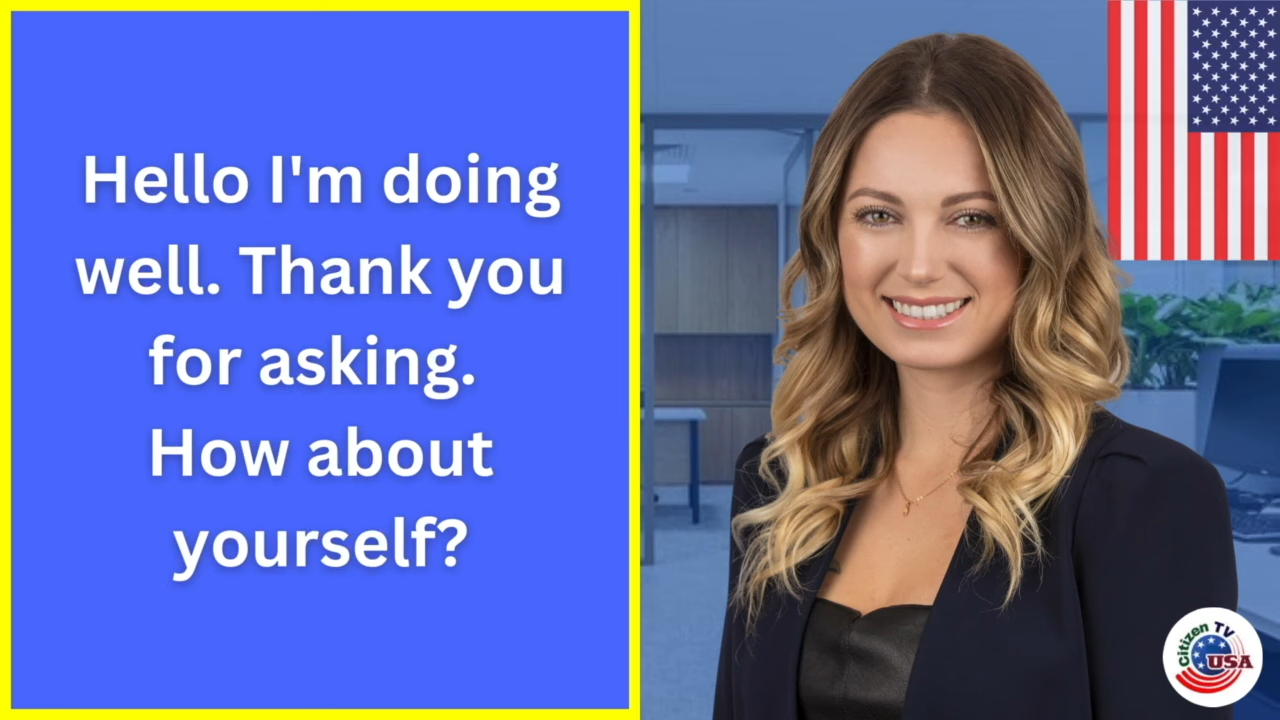 Hello I'm doing
well. Thank you
for asking.
How about
yourself?
Citizen TV
USA